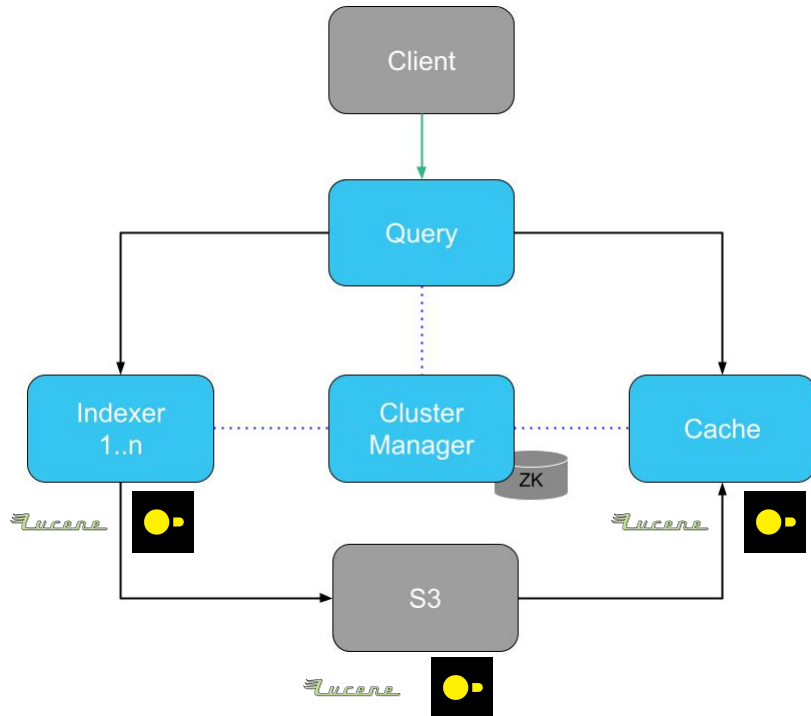 Client
Query
Indexer
1..n
Cluster
Manager
Cache
ZK
Lucene
Lucene
S3
Lucene